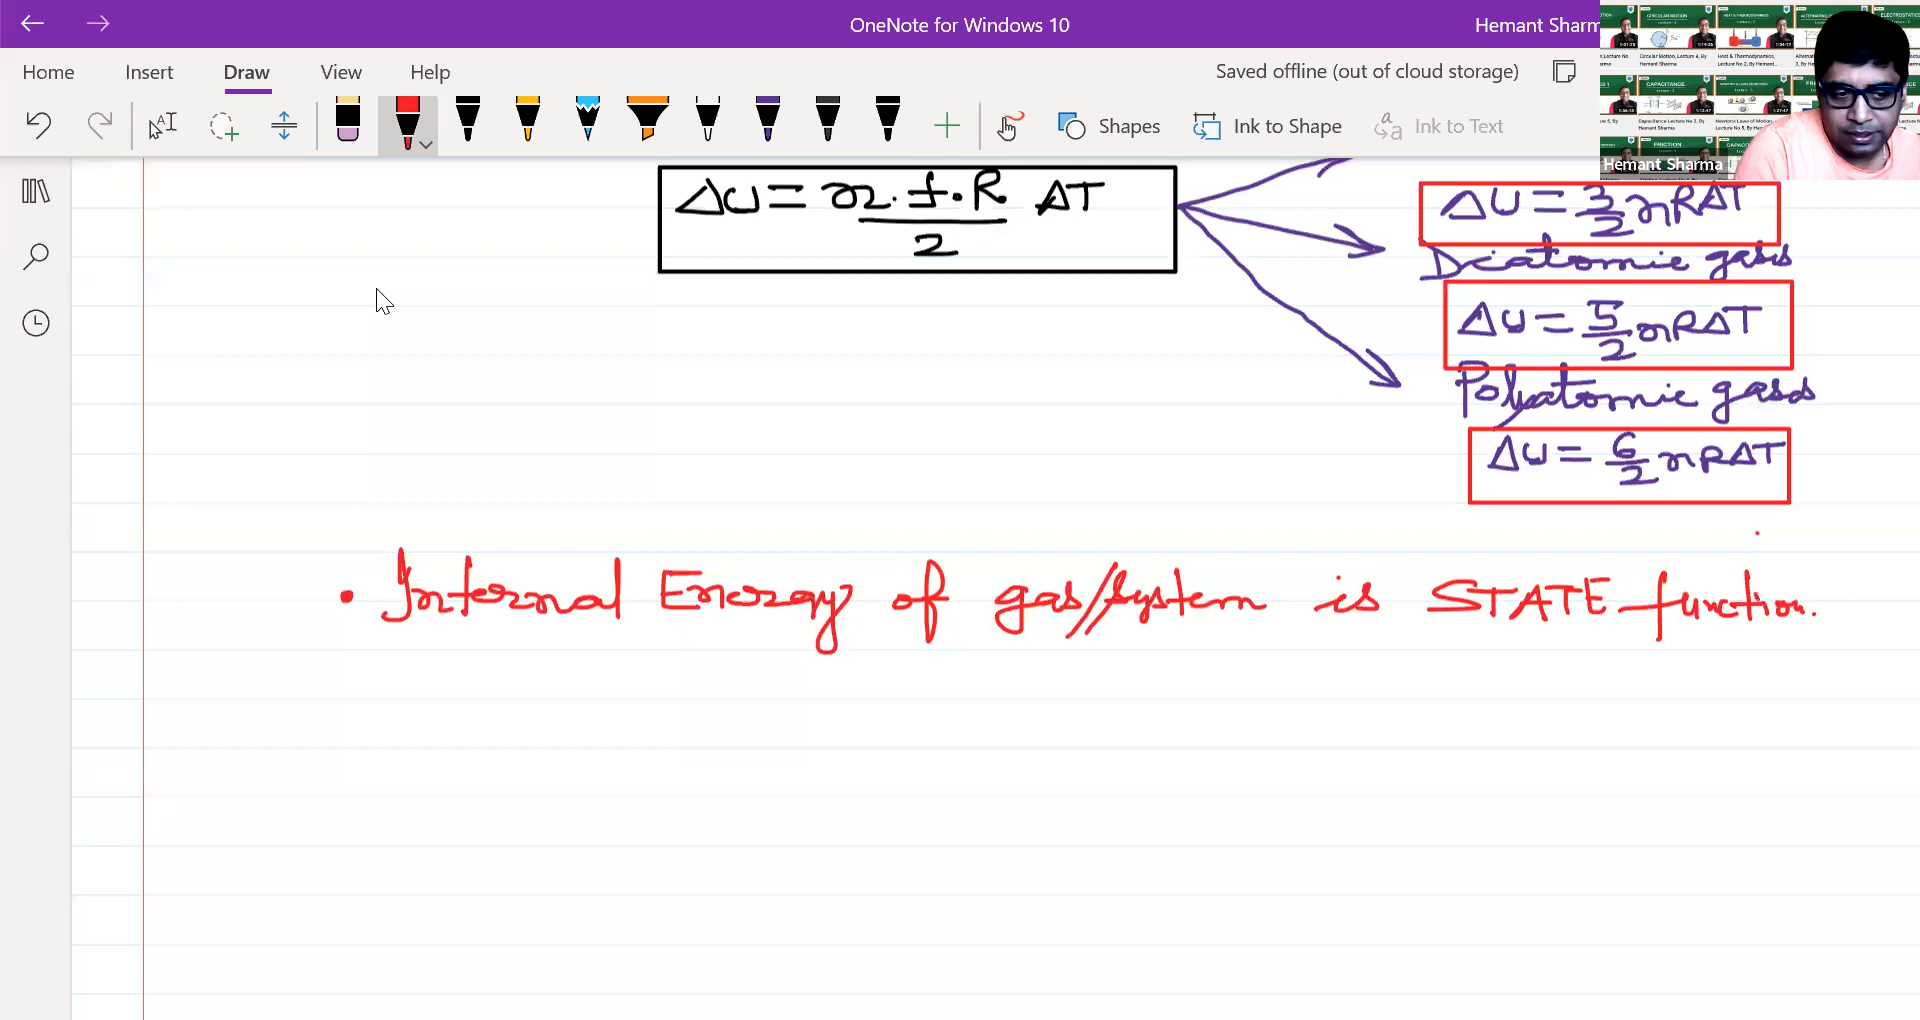 OneNote for Windows 10
Hemant Sharm
Home Insert Draw View Help
Saved offline (out of cloud storage)
Shapes Ink to Shape Ink to Text
Hemant Sharma
ΔU = n.f.R ΔT
2
ΔU = 3/2 nRΔT
Diatomic gases
ΔU = 5/2 nRΔT
Polyatomic gases
ΔU = 6/2 nRΔT
• Internal Energy of gas/system is STATE function.